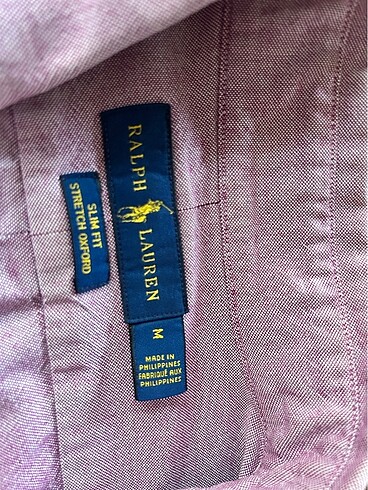 RALPH LAUREN
SLIM FIT
STRETCH OXFORD
M
MADE IN
PHILIPPINES
FABRIQUÉ AUX
PHILIPPINES